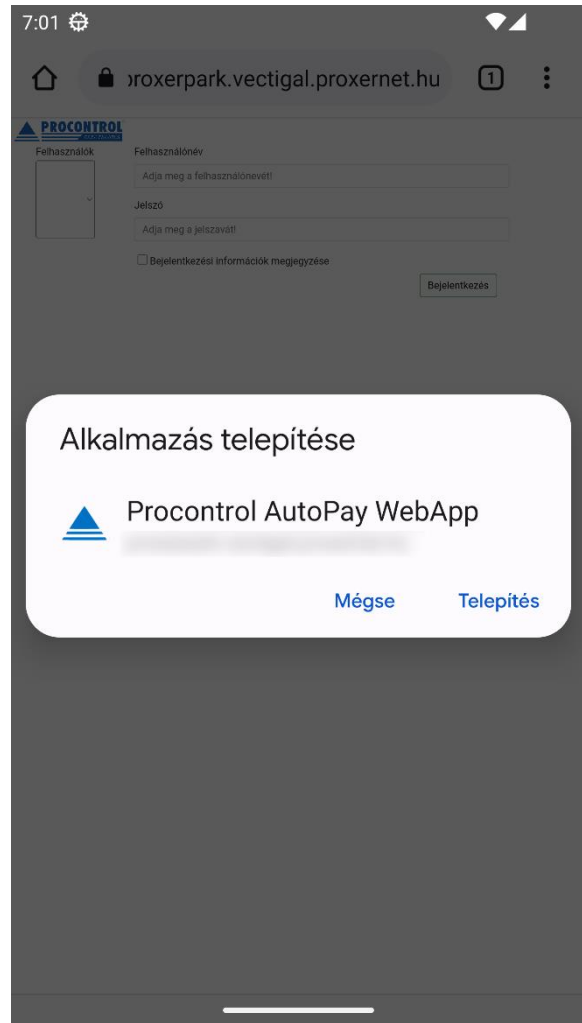 7:01
proxerpark.vectigal.proxernet.hu
1
PROCONTROL
Felhasználók
Felhasználónév
Adja meg a felhasználónevét!
Jelszó
Adja meg a jelszavát!
Bejelentkezési információk megjegyzése
Bejelentkezés
Alkalmazás telepítése
Procontrol AutoPay WebApp
Mégse
Telepítés